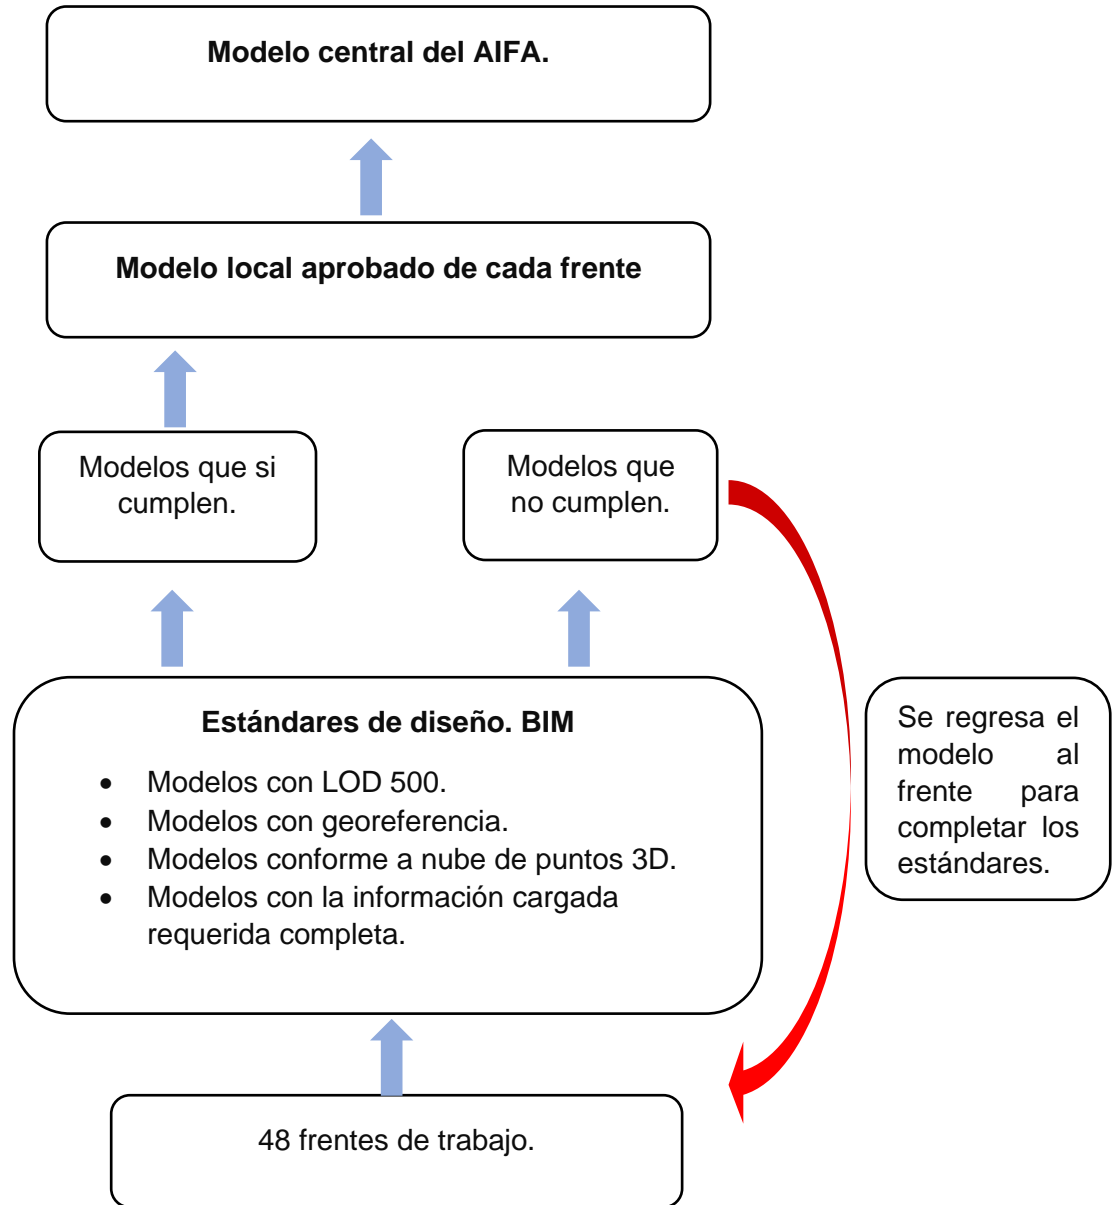 Modelo central del AIFA.
Modelo local aprobado de cada frente
Modelos que si
cumplen.
Modelos que
no cumplen.
Estándares de diseño. BIM
• Modelos con LOD 500.
• Modelos con georeferencia.
• Modelos conforme a nube de puntos 3D.
• Modelos con la información cargada
requerida completa.
Se regresa el
modelo al
frente para
completar los
estándares.
48 frentes de trabajo.